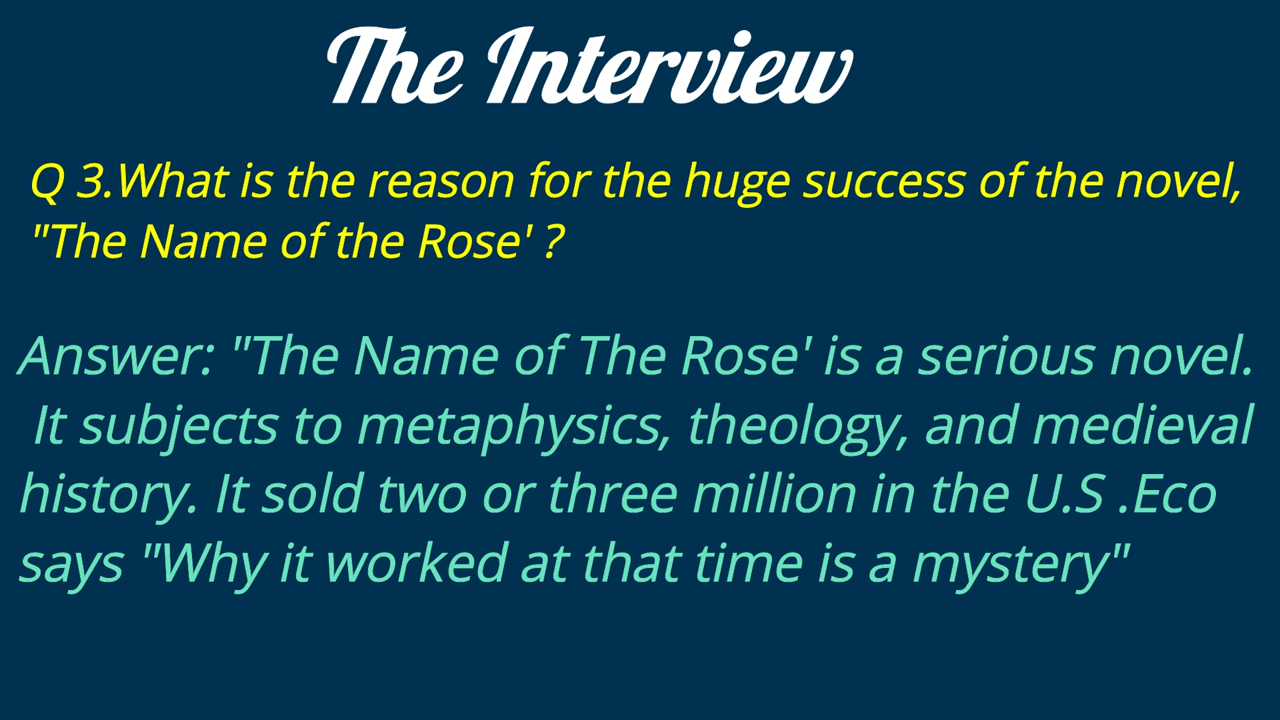 The Interview
Q 3.What is the reason for the huge success of the novel,
"The Name of the Rose' ?
Answer: "The Name of The Rose' is a serious novel.
It subjects to metaphysics, theology, and medieval
history. It sold two or three million in the U.S .Eco
says "Why it worked at that time is a mystery"